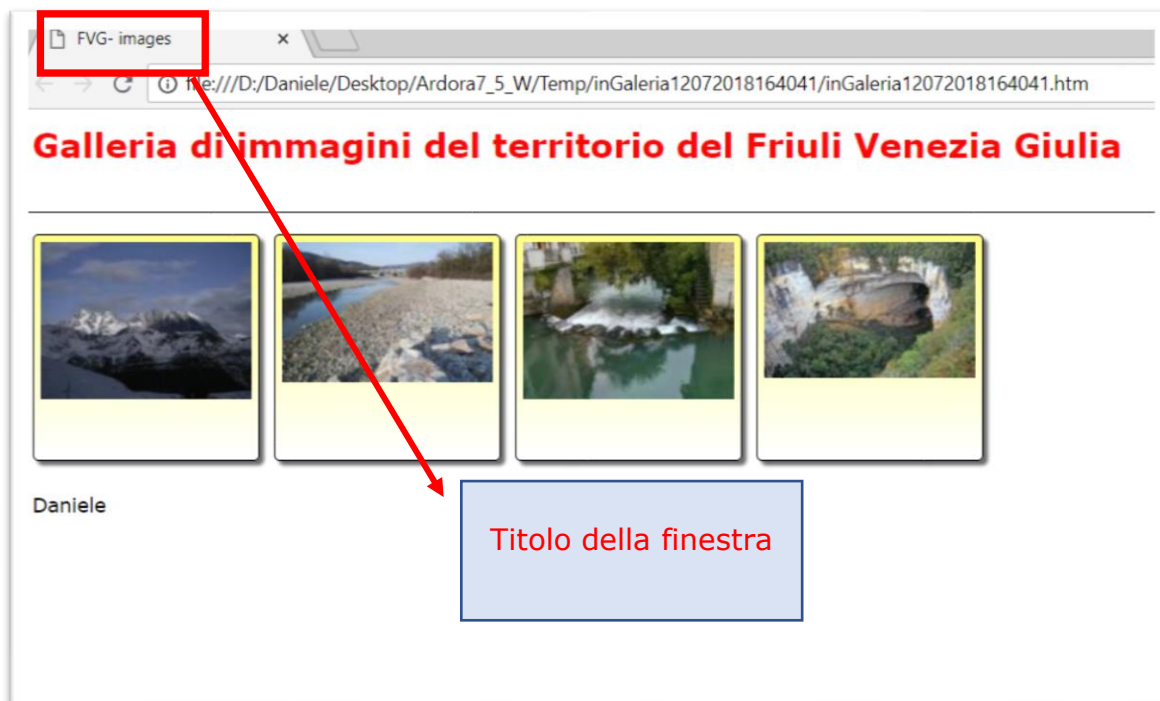 FVG- images
file:///D:/Daniele/Desktop/Ardora7_5_W/Temp/inGaleria12072018164041/inGaleria12072018164041.htm
Galleria di immagini del territorio del Friuli Venezia Giulia
Daniele
Titolo della finestra